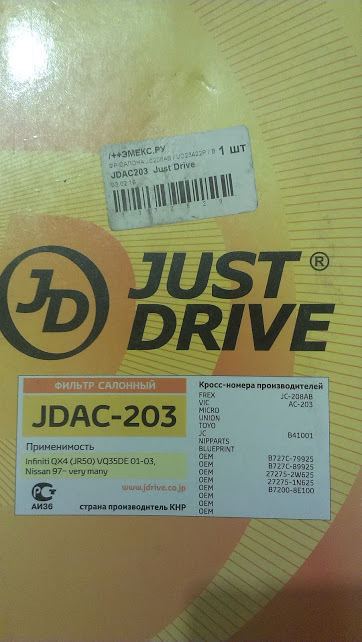 /++ЭМЕКС.РУ
1 ШТ
JDAC203 Just Drive
03.02.16
JD JUST DRIVE ®
ФИЛЬТР САЛОННЫЙ
JDAC-203
Применимость
Infiniti QX4 (JR50) VQ35DE 01-03,
Nissan 97~ very many
www.jdrive.co.jp
АИ36
страна производитель КНР
Кросс-номера производителей
FREX JC-208AB
VIC AC-203
MICRO
UNION
TOYO
JC B41001
NIPPARTS
BLUEPRINT
OEM B727C-79925
OEM B727C-89925
OEM 27275-2W625
OEM 27275-1N625
OEM B7200-8E100
OEM